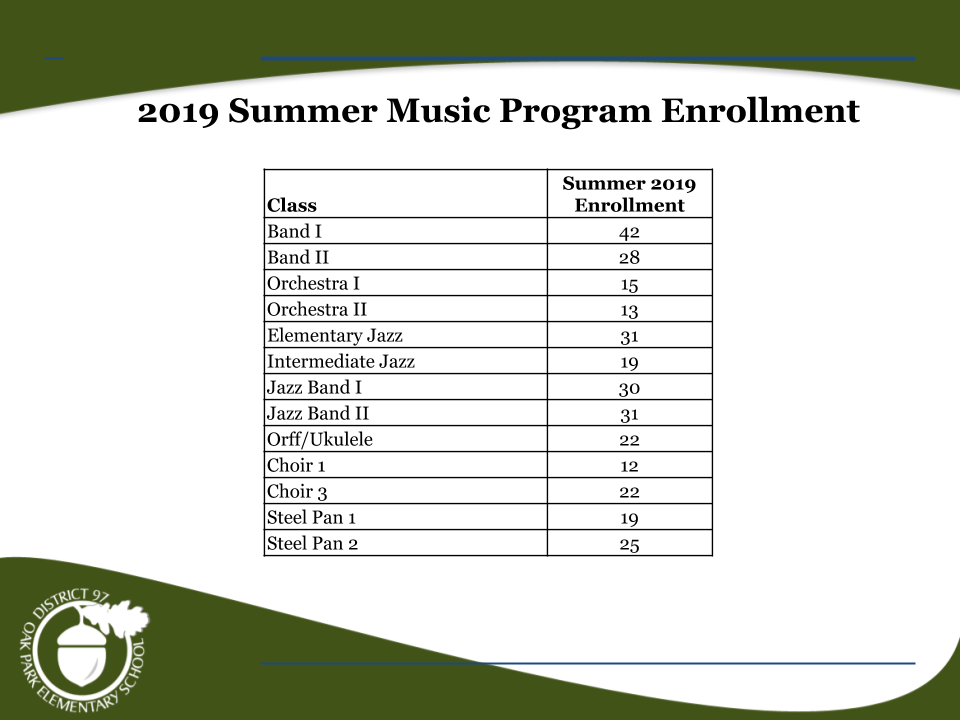 2019 Summer Music Program Enrollment
Class Summer 2019 Enrollment
Band I 42
Band II 28
Orchestra I 15
Orchestra II 13
Elementary Jazz 31
Intermediate Jazz 19
Jazz Band I 30
Jazz Band II 31
Orff/Ukulele 22
Choir 1 12
Choir 3 22
Steel Pan 1 19
Steel Pan 2 25
DISTRICT 97
OAK PARK ELEMENTARY SCHOOL